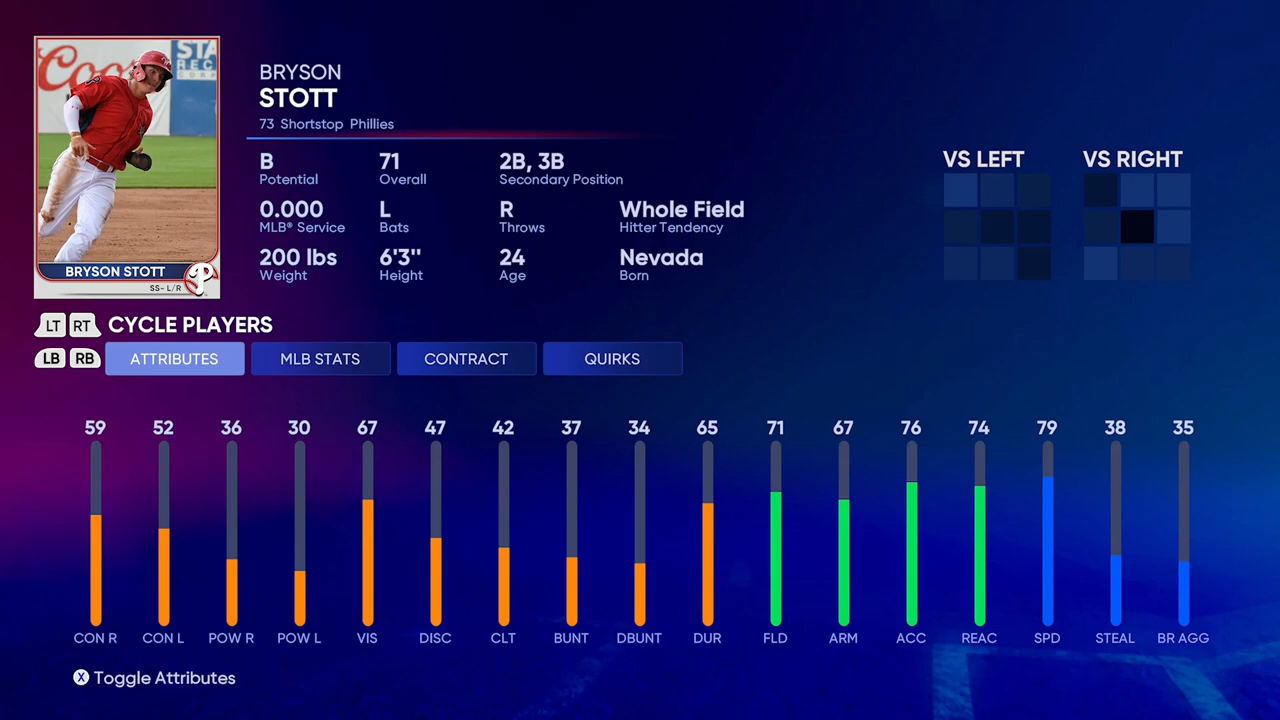 Coo
STA
REC
CORP
BRYSON STOTT
SS- L/R
P
BRYSON
STOTT
73 Shortstop Phillies
B
Potential
71
Overall
2B, 3B
Secondary Position
0.000
MLB® Service
L
Bats
R
Throws
Whole Field
Hitter Tendency
200 lbs
Weight
6'3"
Height
24
Age
Nevada
Born
VS LEFT
VS RIGHT
LT RT CYCLE PLAYERS
LB RB ATTRIBUTES MLB STATS CONTRACT QUIRKS
59 52 36 30 67 47 42 37 34 65 71 67 76 74 79 38 35
CON R CON L POW R POW L VIS DISC CLT BUNT DBUNT DUR FLD ARM ACC REAC SPD STEAL BR AGG
X Toggle Attributes